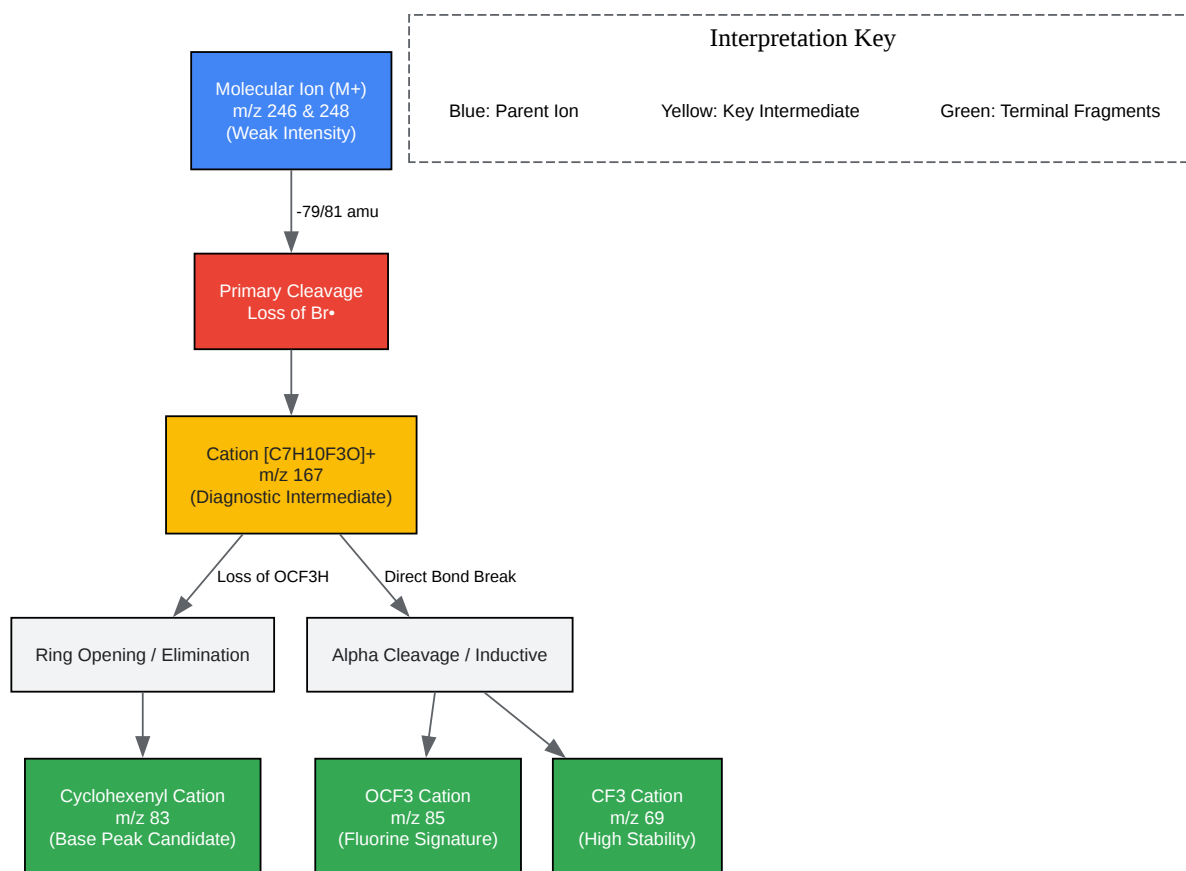 Interpretation Key
Blue: Parent Ion
Yellow: Key Intermediate
Green: Terminal Fragments
Molecular Ion (M+)
m/z 246 & 248
(Weak Intensity)
-79/81 amu
Primary Cleavage
Loss of Br•
Cation [C7H10F3O]+
m/z 167
(Diagnostic Intermediate)
Loss of OCF3H
Direct Bond Break
Ring Opening / Elimination
Alpha Cleavage / Inductive
Cyclohexenyl Cation
m/z 83
(Base Peak Candidate)
OCF3 Cation
m/z 85
(Fluorine Signature)
CF3 Cation
m/z 69
(High Stability)